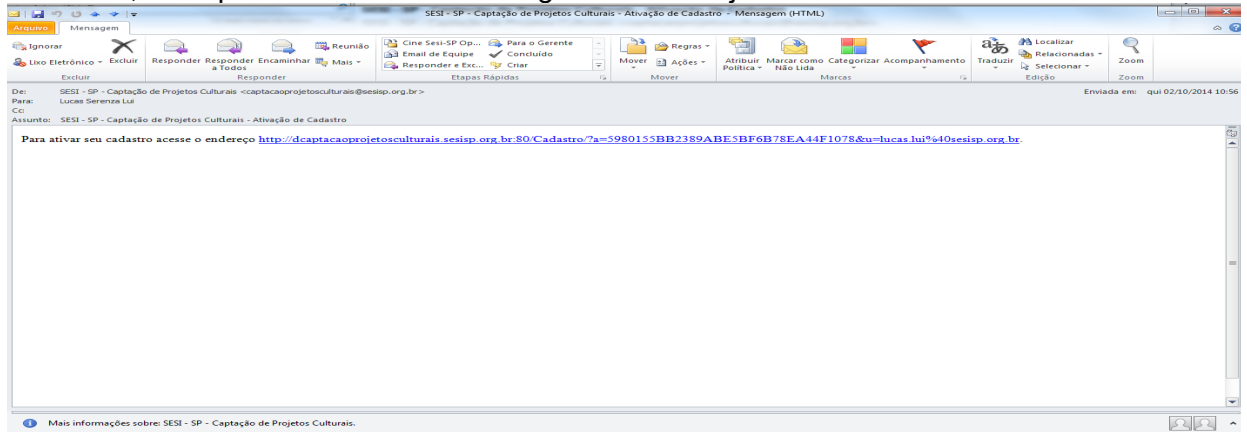 SESI - SP - Captação de Projetos Culturais - Ativação de Cadastro - Mensagem (HTML)
Arquivo Mensagem
Ignorar
Lixo Eletrônico
Excluir
Responder
Responder a Todos
Encaminhar
Reunião
Mais
Cine Sesi-SP Op...
Para o Gerente
Email de Equipe
Concluído
Responder e Exc...
Criar
Mover
Regras
Ações
Atribuir Política
Marcar como Não Lida
Categorizar
Acompanhamento
Traduzir
Localizar
Relacionadas
Selecionar
Zoom
Excluir Responder Etapas Rápidas Mover Marcas Edição Zoom
De: SESI - SP - Captação de Projetos Culturais <captacaoprojetosculturais@sesisp.org.br> Enviada em: qui 02/10/2014 10:56
Para: Lucas Serenza Lui
Cc:
Assunto: SESI - SP - Captação de Projetos Culturais - Ativação de Cadastro
Para ativar seu cadastro acesse o endereço http://dcaptacaoprojetosculturais.sesisp.org.br:80/Cadastro/?a=5980155BB2389ABE5BF6B78EA44F1078&u=lucas.lui%40sesisp.org.br.
Mais informações sobre: SESI - SP - Captação de Projetos Culturais.